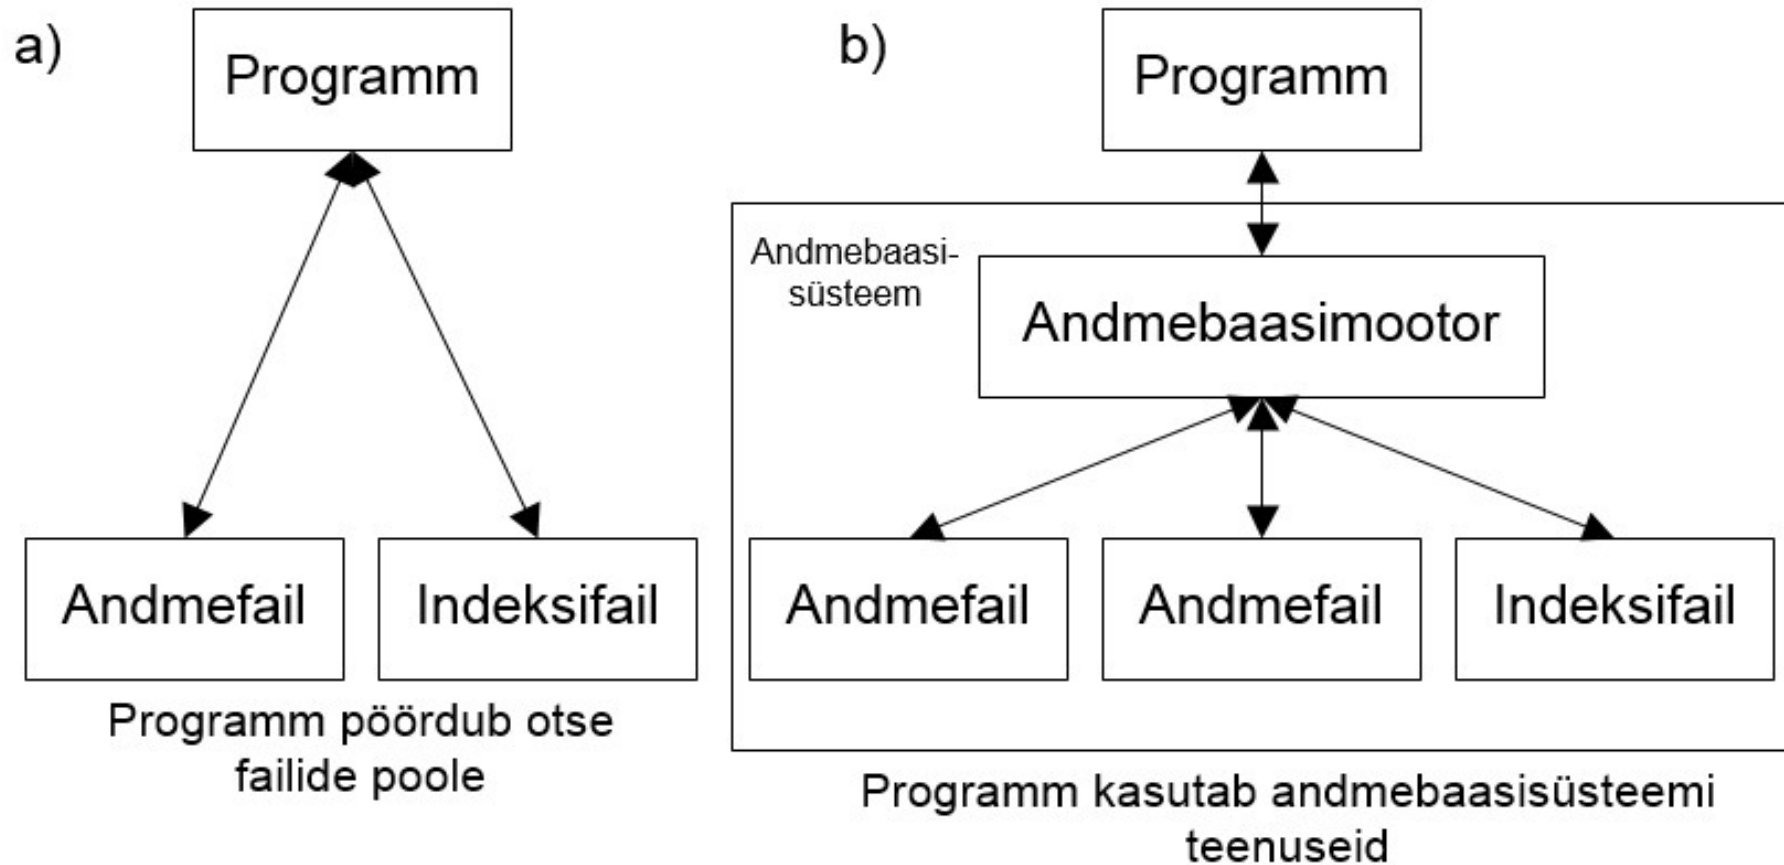 a)
Programm
Andmefail
Indeksifail
Programm pöördub otse
failide poole
b)
Programm
Andmebaasi-
süsteem
Andmebaasimootor
Andmefail
Andmefail
Indeksifail
Programm kasutab andmebaasisüsteemi
teenuseid